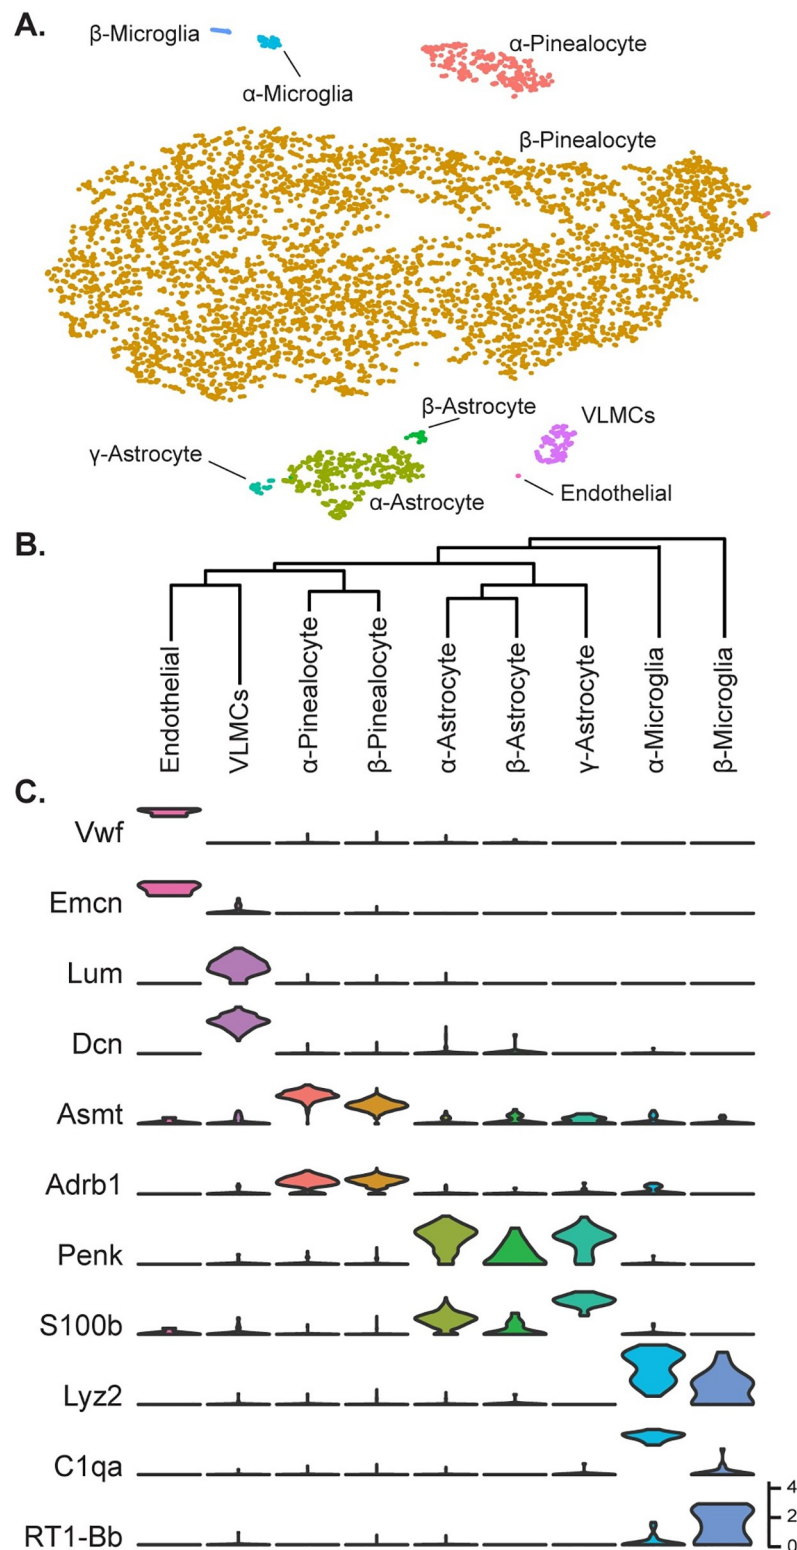 A.
β-Microglia
α-Microglia
α-Pinealocyte
β-Pinealocyte
β-Astrocyte
VLMCs
γ-Astrocyte
α-Astrocyte
Endothelial
B.
Endothelial
VLMCs
α-Pinealocyte
β-Pinealocyte
α-Astrocyte
β-Astrocyte
γ-Astrocyte
α-Microglia
β-Microglia
C.
Vwf
Emcn
Lum
Dcn
Asmt
Adrb1
Penk
S100b
Lyz2
C1qa
RT1-Bb
4
2
0